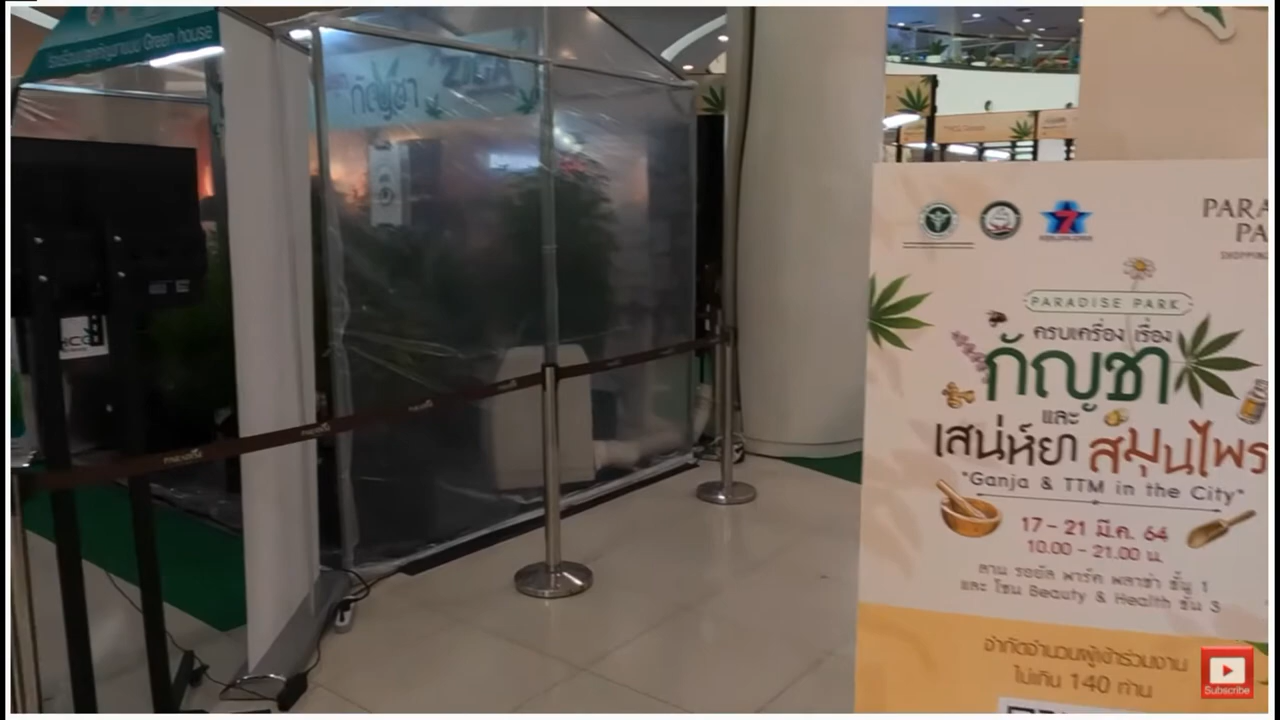 Green house
กัญชา
ZIGA
PARADISE PARK
ครบเครื่อง เรื่อง
กัญชา
และ
เสน่ห์ยา สมุนไพร
"Ganja & TTM in the City"
17 - 21 มี.ค. 64
10.00 - 21.00 น.
ลาน รอยัล พาร์ค พลาซ่า ชั้น 1
และ โซน Beauty & Health ชั้น 3
จำกัดจำนวนผู้เข้าร่วมงาน
ไม่เกิน 140 ท่าน
Subscribe